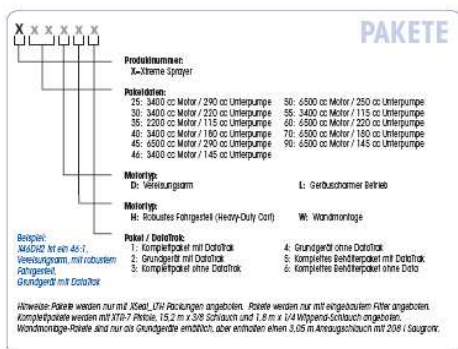 PAKETE
X x x x x
Produktnummer:
X=Xtreme Sprayer
Paketdaten:
25: 3400 cc Motor / 290 cc Unterpumpe
30: 3400 cc Motor / 220 cc Unterpumpe
35: 2200 cc Motor / 115 cc Unterpumpe
40: 3400 cc Motor / 180 cc Unterpumpe
45: 6500 cc Motor / 290 cc Unterpumpe
46: 3400 cc Motor / 145 cc Unterpumpe
50: 6500 cc Motor / 250 cc Unterpumpe
55: 3400 cc Motor / 115 cc Unterpumpe
60: 6500 cc Motor / 220 cc Unterpumpe
70: 6500 cc Motor / 180 cc Unterpumpe
90: 6500 cc Motor / 145 cc Unterpumpe
Motortyp:
D: Vereisungsarm
L: Geräuscharmer Betrieb
Motortyp:
H: Robustes Fahrgestell (Heavy-Duty Cart)
W: Wandmontage
Paket / DataTrak:
1: Komplettpaket mit DataTrak
2: Grundgerät mit DataTrak
3: Komplettpaket ohne DataTrak
4: Grundgerät ohne DataTrak
5: Komplettes Behälterpaket mit DataTrak
6: Komplettes Behälterpaket ohne Data
Beispiel:
X46DH2 ist ein 46:1,
Vereisungsarm, mit robustem
Fahrgestell,
Grundgerät mit DataTrak
Hinweise: Pakete werden nur mit XSeal_LTH Packungen angeboten. Pakete werden nur mit eingebautem Filter angeboten.
Komplettpakete werden mit XTR-7 Pistole, 15,2 m x 3/8 Schlauch und 1,8 m x 1/4 Wippend-Schlauch angeboten.
Wandmontage-Pakete sind nur als Grundgeräte erhältlich, aber enthalten einen 3,05 m Ansaugschlauch mit 208 l Saugrohr.